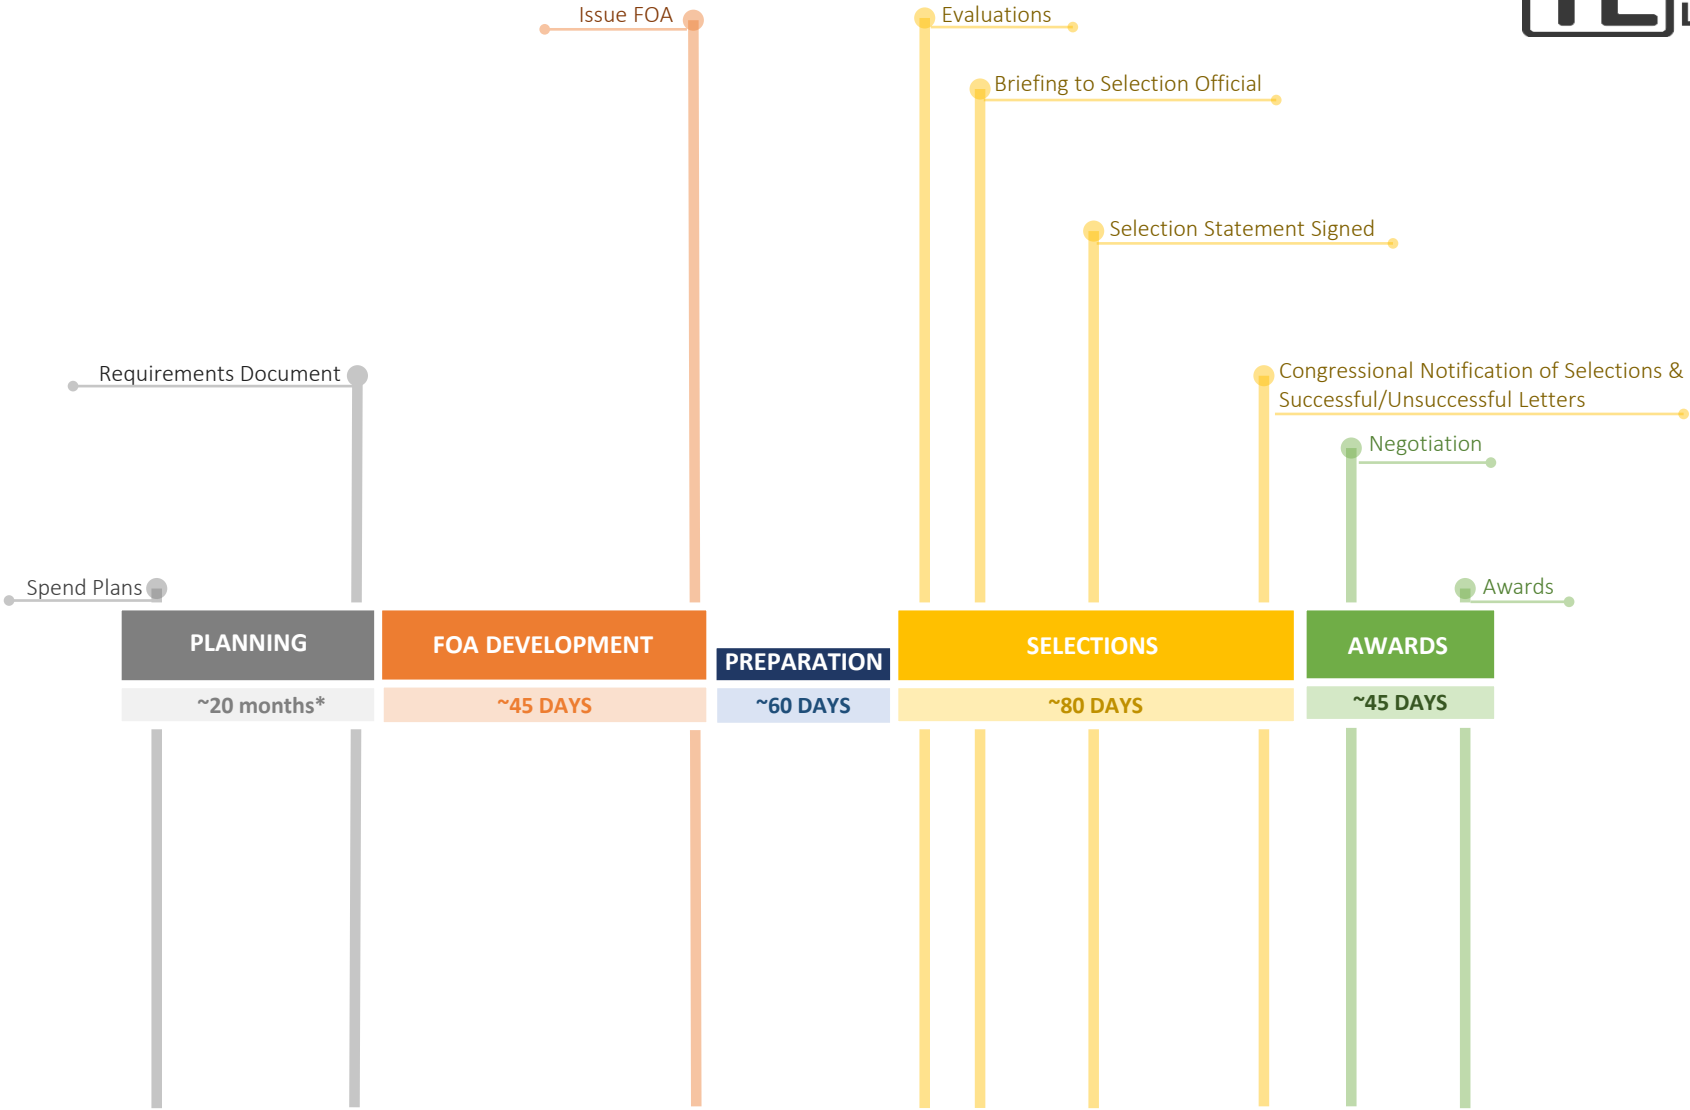 Issue FOA
Evaluations
Briefing to Selection Official
Selection Statement Signed
Requirements Document
Congressional Notification of Selections &
Successful/Unsuccessful Letters
Negotiation
Spend Plans
Awards
PLANNING
FOA DEVELOPMENT
PREPARATION
SELECTIONS
AWARDS
~20 months*
~45 DAYS
~60 DAYS
~80 DAYS
~45 DAYS